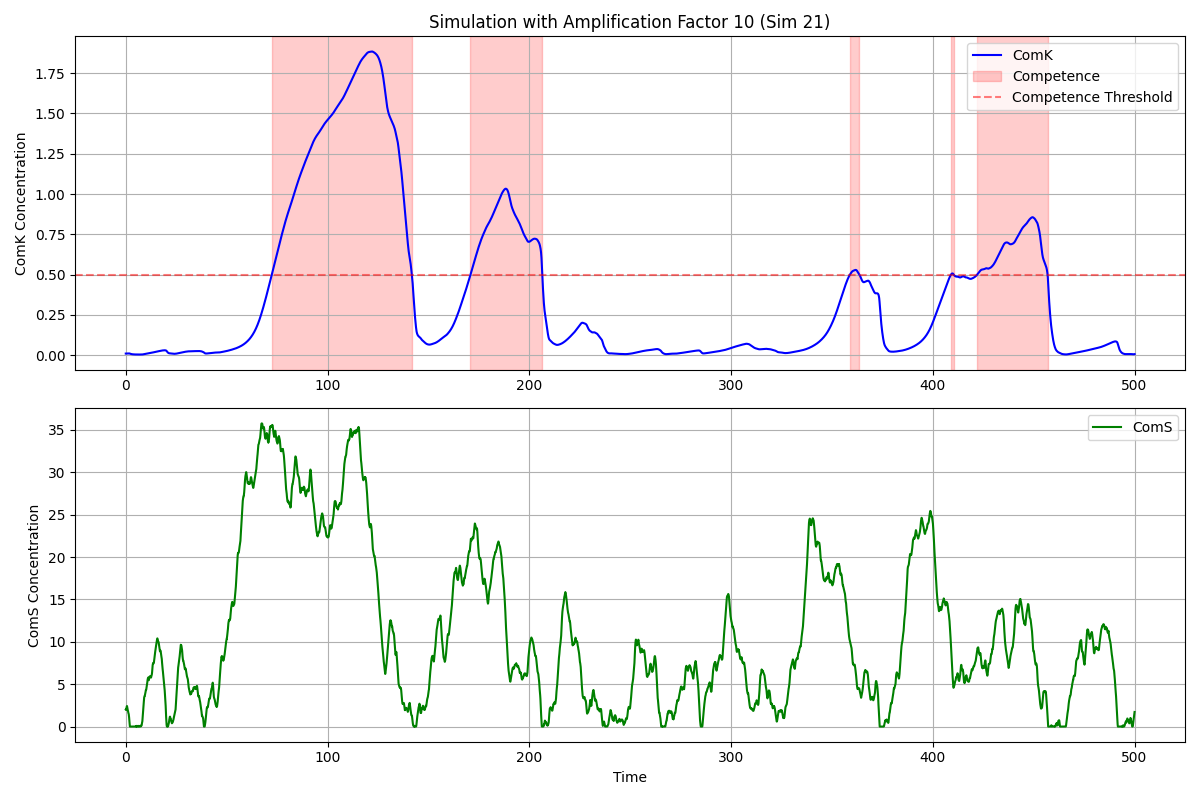 Simulation with Amplification Factor 10 (Sim 21)
ComK Concentration
1.75
1.50
1.25
1.00
0.75
0.50
0.25
0.00
ComK
Competence
Competence Threshold
0 100 200 300 400 500
ComS Concentration
35
30
25
20
15
10
5
0
ComS
0 100 200 300 400 500
Time